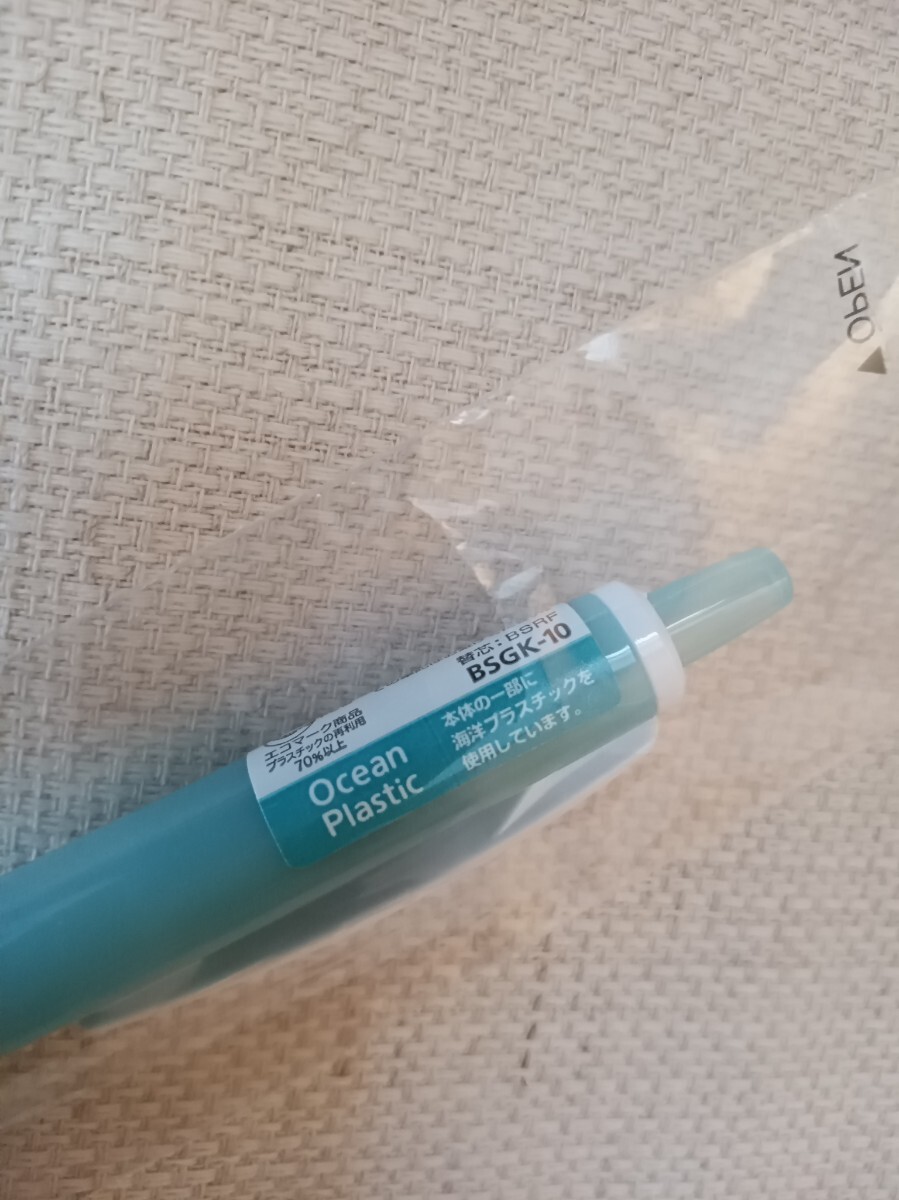 OPEN
替芯:BSRF
BSGK-10
エコマーク商品
プラスチックの再利用
70%以上
Ocean
Plastic
本体の一部に
海洋プラスチックを
使用しています。